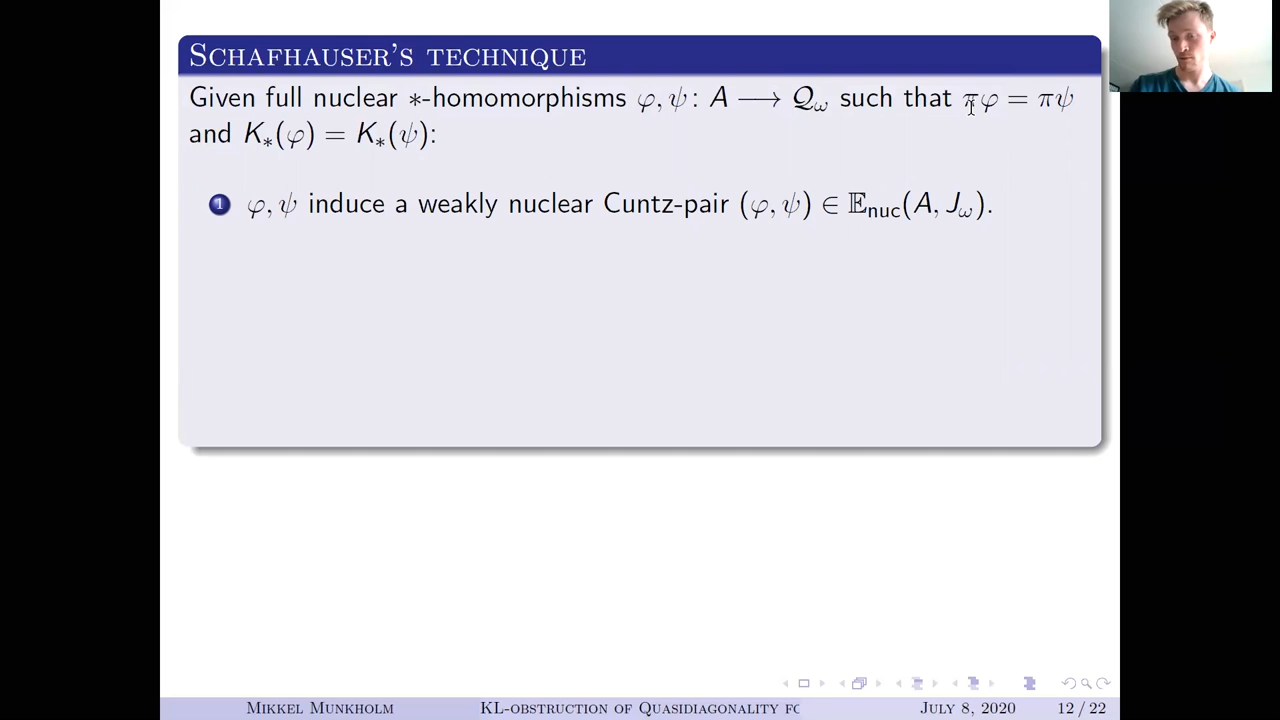 SCHAFHAUSER'S TECHNIQUE
Given full nuclear ∗-homomorphisms φ, ψ: A ⟶ 𝒬_ω such that πφ = πψ
and K_∗(φ) = K_∗(ψ):
1 φ, ψ induce a weakly nuclear Cuntz-pair (φ, ψ) ∈ 𝔼_nuc(A, J_ω).
MIKKEL MUNKHOLM KL-OBSTRUCTION OF QUASIDIAGONALITY FO JULY 8, 2020 12 / 22